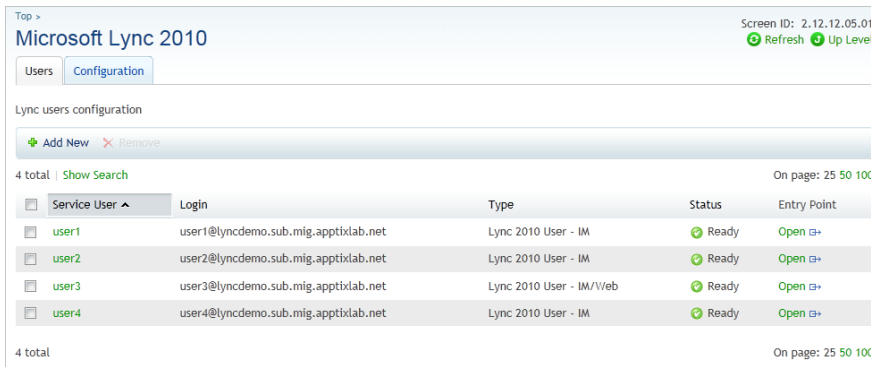 Top >
Screen ID: 2.12.12.05.01
Microsoft Lync 2010
Refresh Up Level
Users Configuration
Lync users configuration
Add New Remove
4 total | Show Search On page: 25 50 100
Service User Login Type Status Entry Point
user1 user1@lyncdemo.sub.mig.apptixlab.net Lync 2010 User - IM Ready Open
user2 user2@lyncdemo.sub.mig.apptixlab.net Lync 2010 User - IM Ready Open
user3 user3@lyncdemo.sub.mig.apptixlab.net Lync 2010 User - IM/Web Ready Open
user4 user4@lyncdemo.sub.mig.apptixlab.net Lync 2010 User - IM Ready Open
4 total On page: 25 50 100